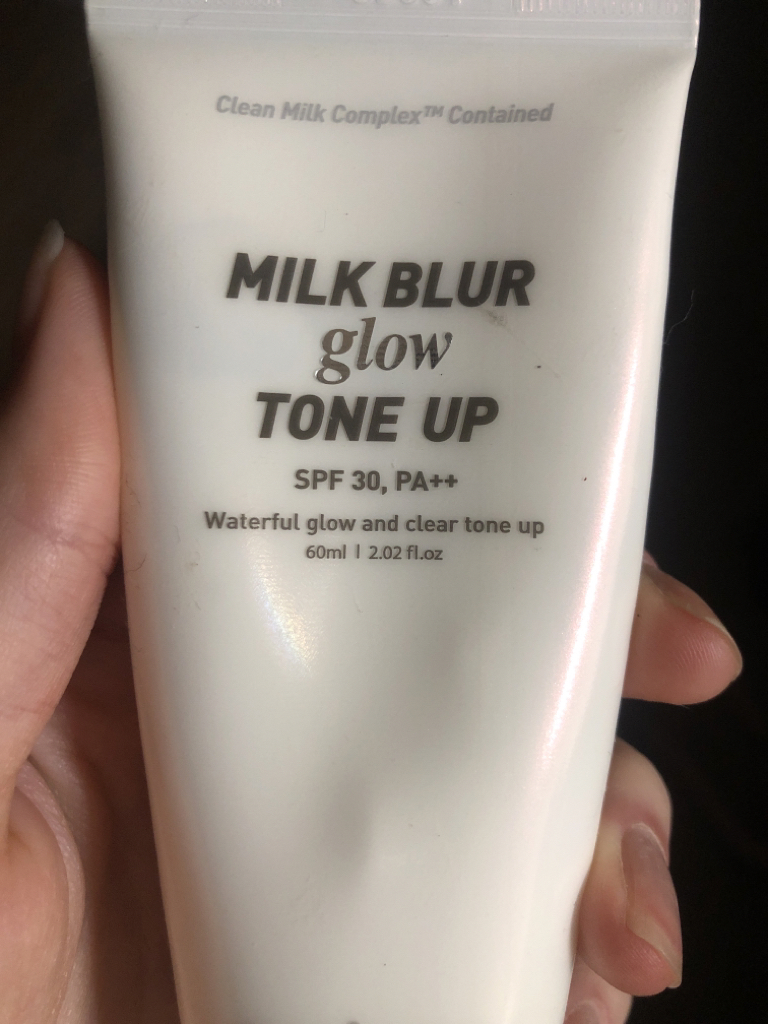 Clean Milk Complex™ Contained
MILK BLUR
glow
TONE UP
SPF 30, PA++
Waterful glow and clear tone up
60ml | 2.02 fl.oz